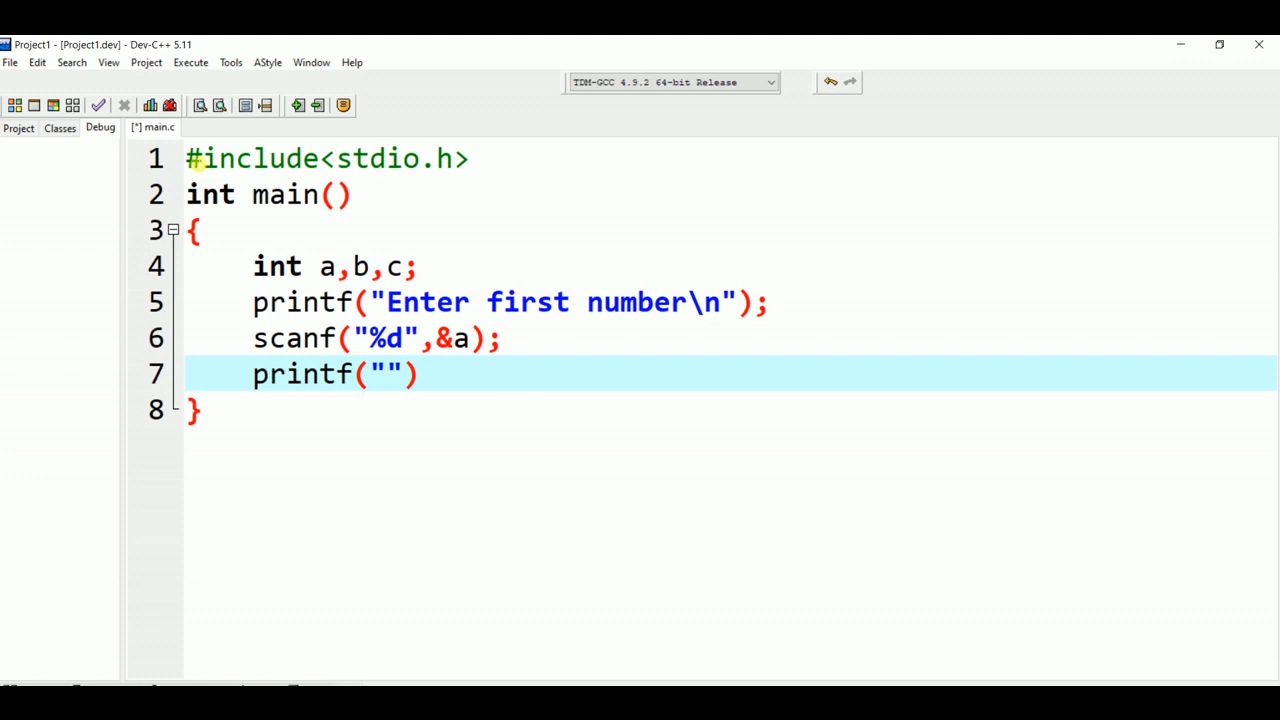 Project1 - [Project1.dev] - Dev-C++ 5.11
File Edit Search View Project Execute Tools AStyle Window Help
TDM-GCC 4.9.2 64-bit Release
Project Classes Debug [*] main.c
1 #include<stdio.h>
2 int main()
3 {
4 int a,b,c;
5 printf("Enter first number\n");
6 scanf("%d",&a);
7 printf("")
8 }